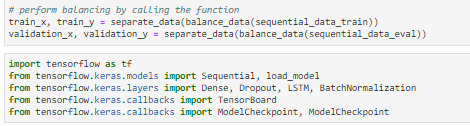 # perform balancing by calling the function
train_x, train_y = separate_data(balance_data(sequential_data_train))
validation_x, validation_y = separate_data(balance_data(sequential_data_eval))
import tensorflow as tf
from tensorflow.keras.models import Sequential, load_model
from tensorflow.keras.layers import Dense, Dropout, LSTM, BatchNormalization
from tensorflow.keras.callbacks import TensorBoard
from tensorflow.keras.callbacks import ModelCheckpoint, ModelCheckpoint